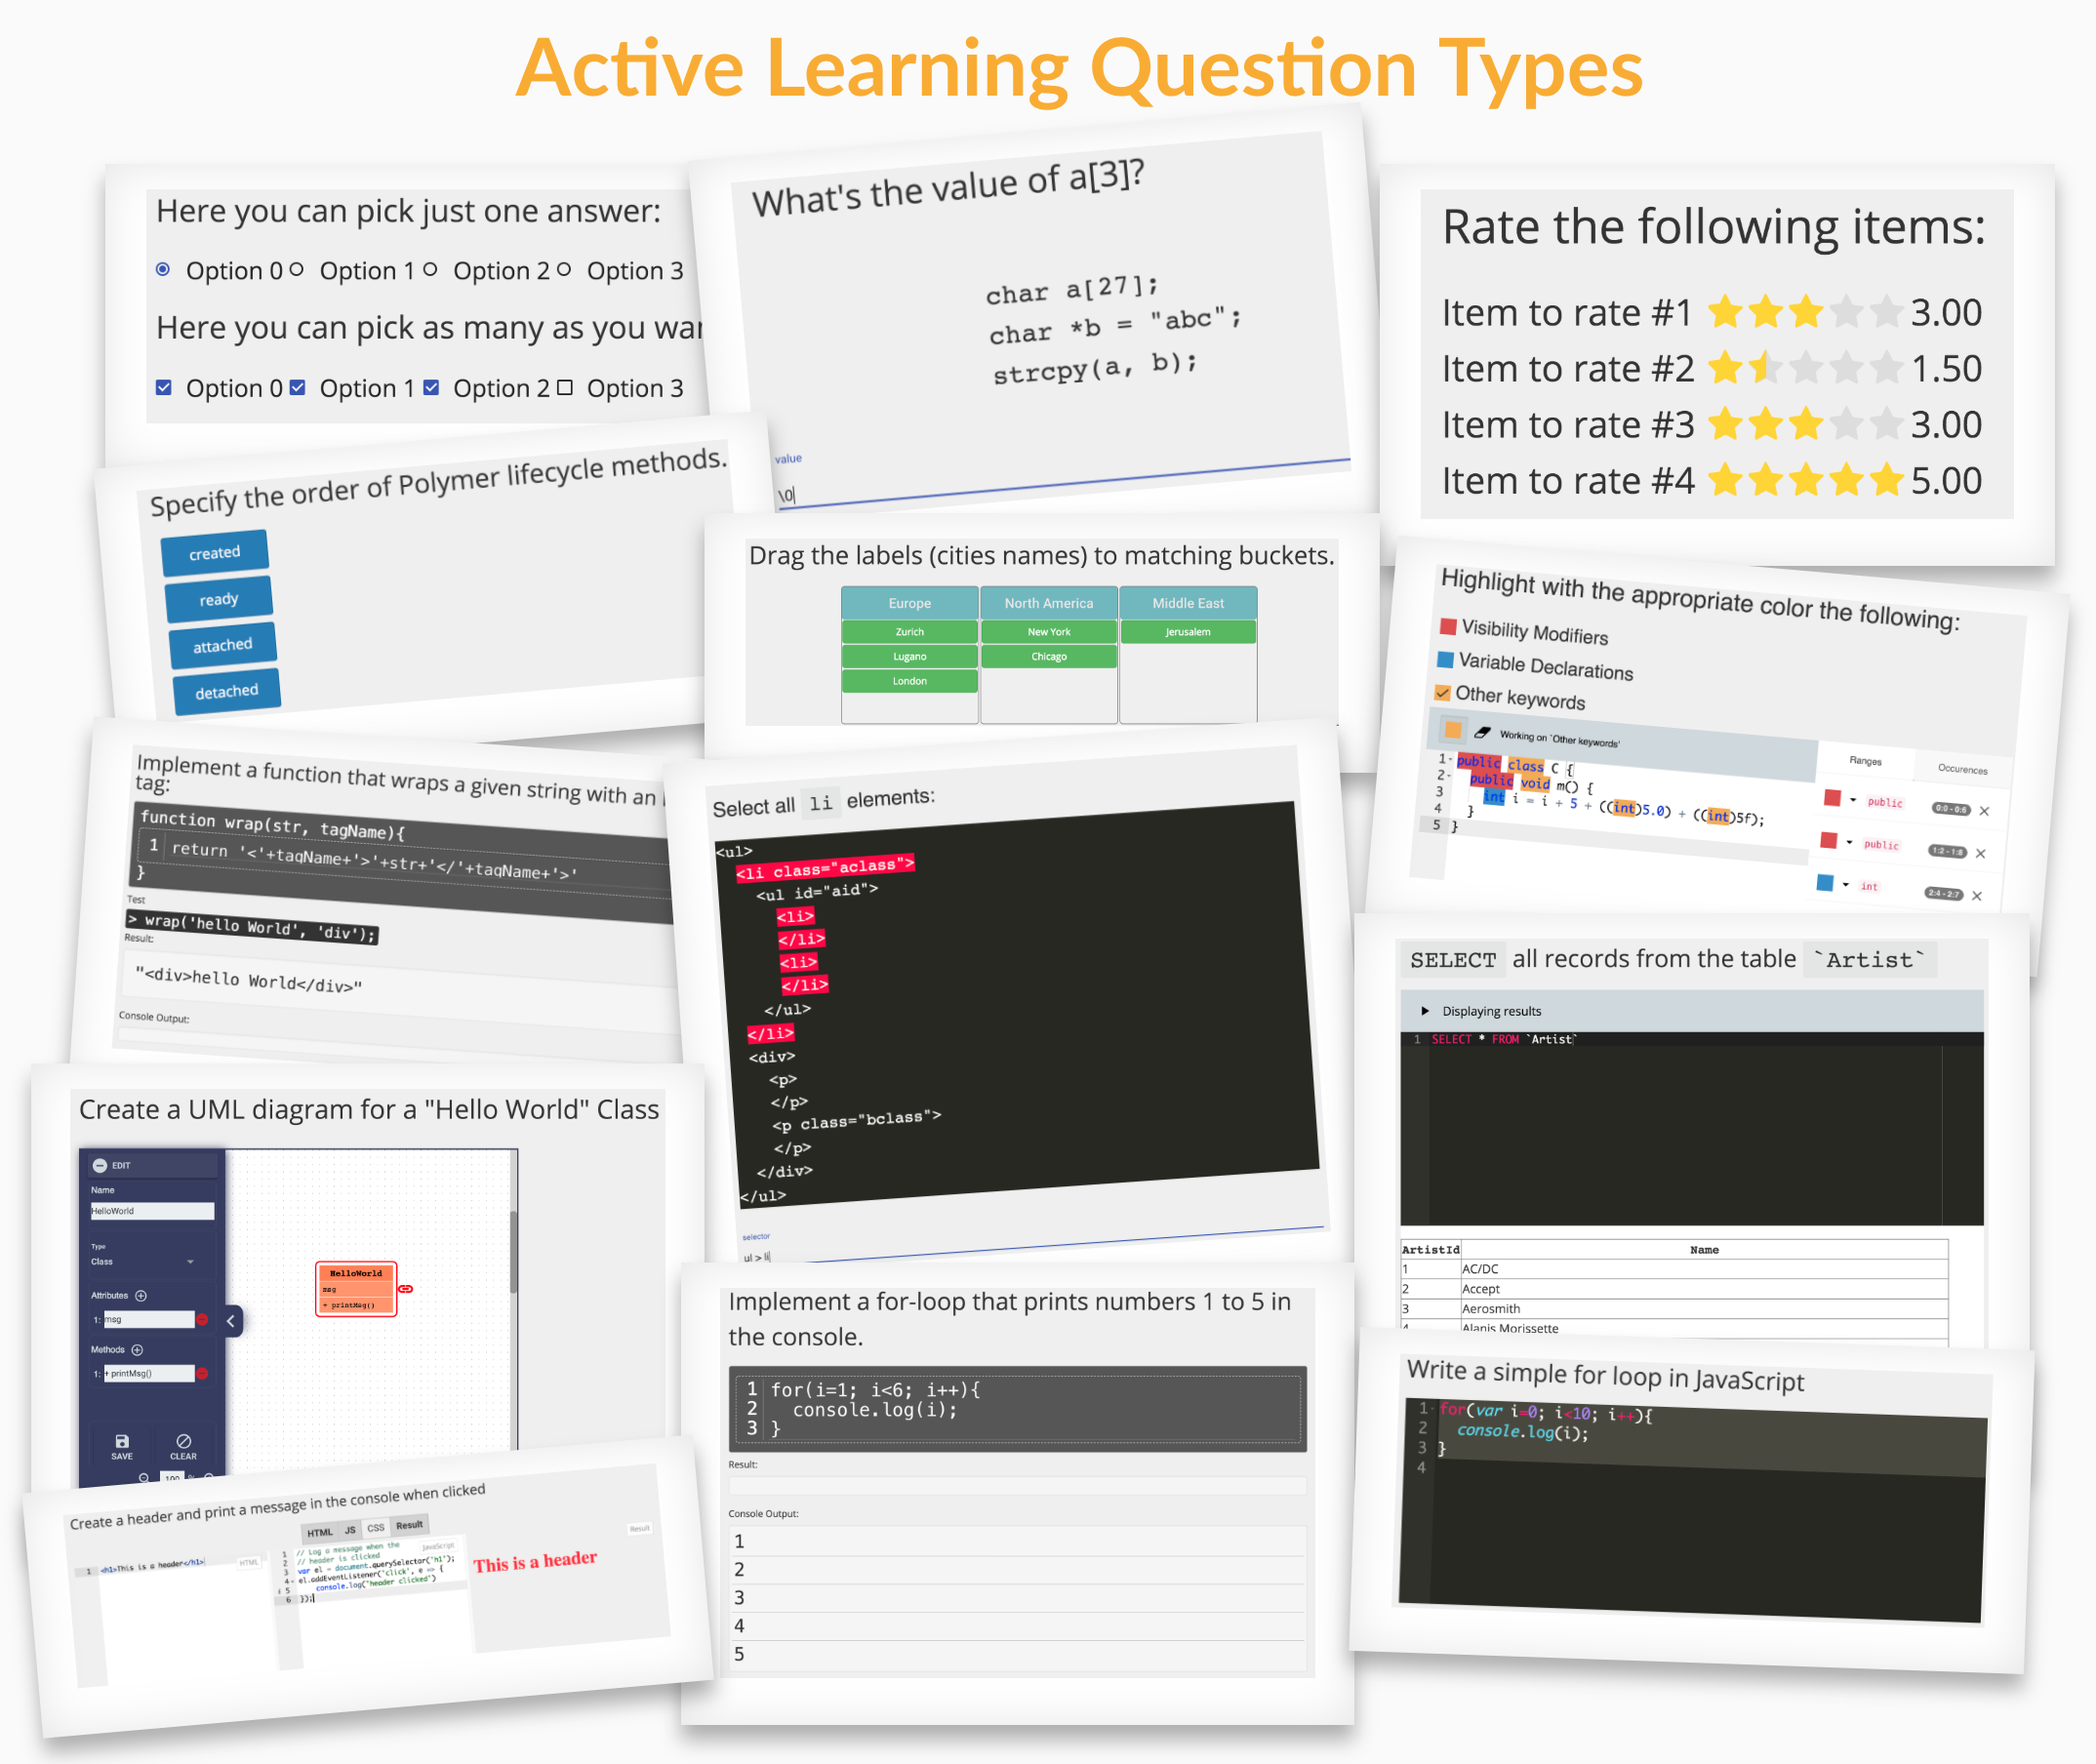 Active Learning Question Types
Here you can pick just one answer:
Option 0 Option 1 Option 2 Option 3
Here you can pick as many as you
Option 0 Option 1 Option 2 Option 3
What's the value of a[3]?
char a[27];
char *b = "abc";
strcpy(a, b);
value
\0
Rate the following items:
Item to rate #1 3.00
Item to rate #2 1.50
Item to rate #3 3.00
Item to rate #4 5.00
Specify the order of Polymer lifecycle methods.
created
ready
attached
detached
Drag the labels (cities names) to matching buckets.
Europe North America Middle East
Zurich New York Jerusalem
Lugano Chicago
London
Highlight with the appropriate color the following:
Visibility Modifiers
Variable Declarations
Other keywords
Working on `Other keywords'
Ranges Occurences
1 public class C {
2 public void m() {
3 int i = i + 5 + ((int)5.0) + ((int)5f);
4 }
5 }
public 0:0 - 0:6
public 1:2 - 1:8
int 2:4 - 2:7
Implement a function that wraps a given string with an
tag:
function wrap(str, tagName){
1 return '<'+tagName+'>'+str+'</'+tagName+'>'
}
Test
> wrap('hello World', 'div');
Result:
"<div>hello World</div>"
Console Output:
Select all li elements:
<ul>
<li class="aclass">
<ul id="aid">
<li>
</li>
<li>
</li>
</ul>
</li>
<div>
<p>
</p>
<p class="bclass">
</p>
</div>
</ul>
selector
ul > li
SELECT all records from the table `Artist`
Displaying results
1 SELECT * FROM `Artist`
ArtistId Name
1 AC/DC
2 Accept
3 Aerosmith
4 Alanis Morissette
Create a UML diagram for a "Hello World" Class
EDIT
Name
HelloWorld
Type
Class
Attributes
1: msg
Methods
1: + printMsg()
SAVE CLEAR
100 %
HelloWorld
msg
+ printMsg()
Implement a for-loop that prints numbers 1 to 5 in
the console.
1 for(i=1; i<6; i++){
2 console.log(i);
3 }
Result:
Console Output:
1
2
3
4
5
Write a simple for loop in JavaScript
1 for(var i=0; i<10; i++){
2 console.log(i);
3 }
4
Create a header and print a message in the console when clicked
HTML JS CSS Result
1 <h1>This is a header</h1>
HTML
1 // Log a message when the
2 // header is clicked
3 var el = document.querySelector("h1");
4 el.addEventListener("click", e => {
5 console.log("header clicked")
6 });
JavaScript
Result
This is a header